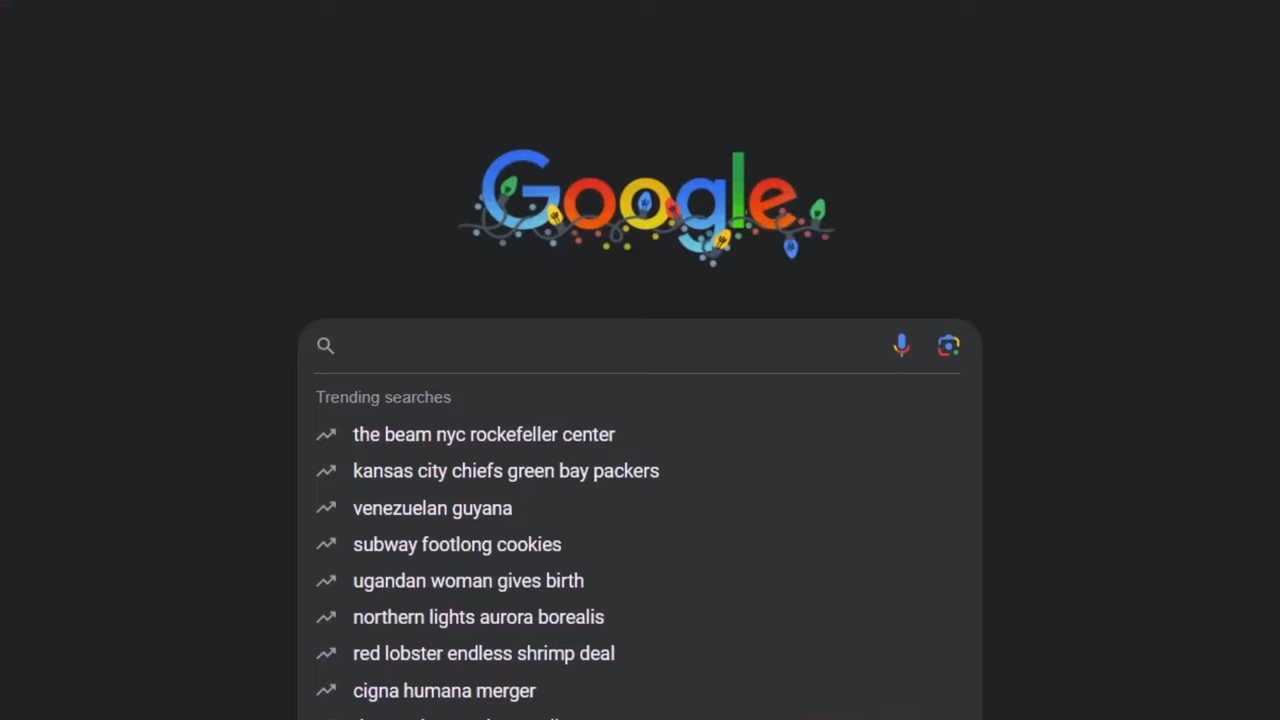 Google
Trending searches
the beam nyc rockefeller center
kansas city chiefs green bay packers
venezuelan guyana
subway footlong cookies
ugandan woman gives birth
northern lights aurora borealis
red lobster endless shrimp deal
cigna humana merger